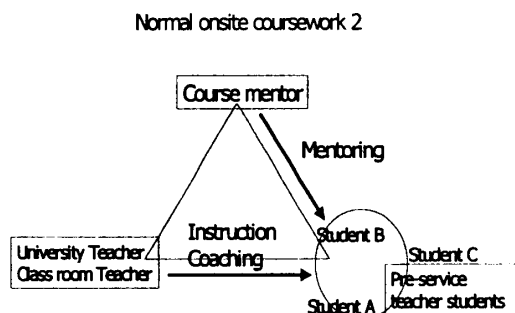 Normal onsite coursework 2
Course mentor
Mentoring
Instruction
Coaching
University Teacher
Class room Teacher
Student B
Student C
Pre-service
teacher students
Student A